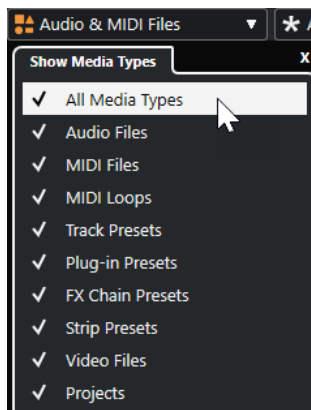 Audio & MIDI Files
Show Media Types
x
All Media Types
Audio Files
MIDI Files
MIDI Loops
Track Presets
Plug-in Presets
FX Chain Presets
Strip Presets
Video Files
Projects